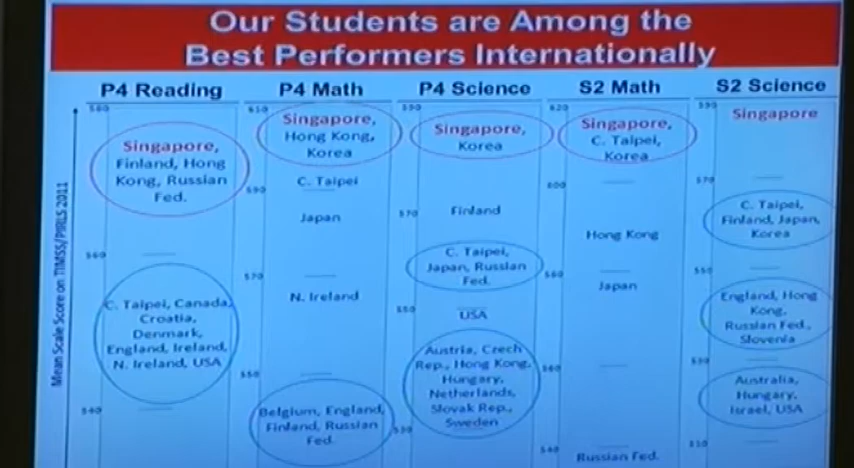 Our Students are Among the
Best Performers Internationally
P4 Reading
P4 Math
P4 Science
S2 Math
S2 Science
Mean Scale Score on TIMSS/PIRLS 2011
Singapore,
Finland, Hong
Kong, Russian
Fed.
C. Taipei, Canada,
Croatia,
Denmark,
England, Ireland,
N. Ireland, USA
Singapore,
Hong Kong,
Korea
C. Taipei
Japan
N. Ireland
Belgium, England,
Finland, Russian
Fed.
Singapore,
Korea
Finland
C. Taipei,
Japan, Russian
Fed.
USA
Austria, Czech
Rep., Hong Kong,
Hungary,
Netherlands,
Slovak Rep.,
Sweden
Singapore,
C. Taipei,
Korea
Hong Kong
Japan
Russian Fed.
Singapore
C. Taipei,
Finland, Japan,
Korea
England, Hong
Kong,
Russian Fed.,
Slovenia
Australia,
Hungary,
Israel, USA